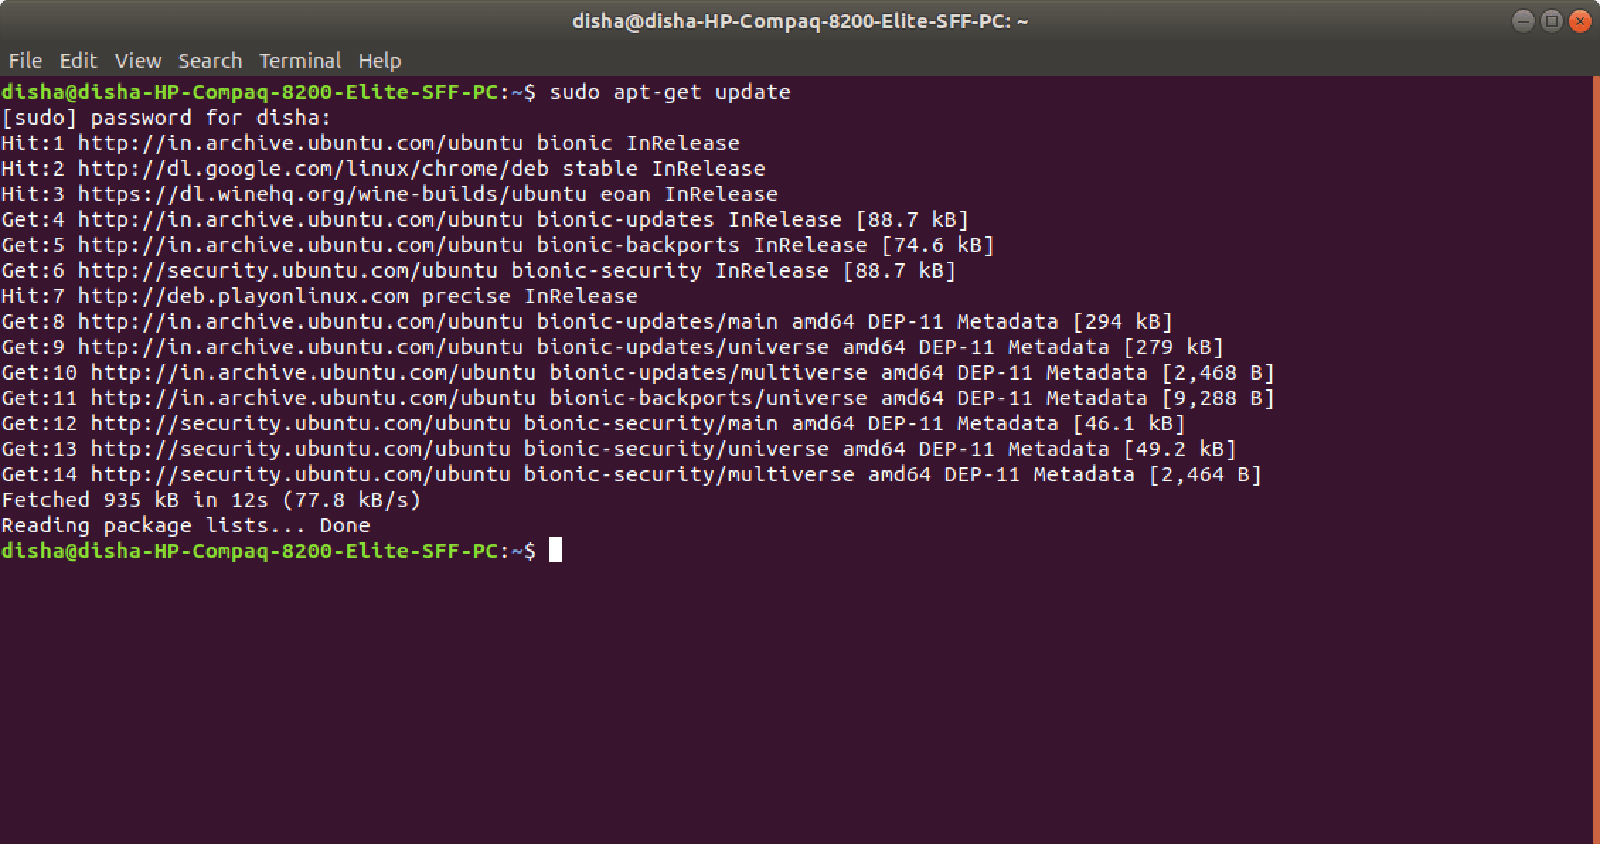 disha@disha-HP-Compaq-8200-Elite-SFF-PC: ~
File Edit View Search Terminal Help
disha@disha-HP-Compaq-8200-Elite-SFF-PC:~$ sudo apt-get update
[sudo] password for disha:
Hit:1 http://in.archive.ubuntu.com/ubuntu bionic InRelease
Hit:2 http://dl.google.com/linux/chrome/deb stable InRelease
Hit:3 https://dl.winehq.org/wine-builds/ubuntu eoan InRelease
Get:4 http://in.archive.ubuntu.com/ubuntu bionic-updates InRelease [88.7 kB]
Get:5 http://in.archive.ubuntu.com/ubuntu bionic-backports InRelease [74.6 kB]
Get:6 http://security.ubuntu.com/ubuntu bionic-security InRelease [88.7 kB]
Hit:7 http://deb.playonlinux.com precise InRelease
Get:8 http://in.archive.ubuntu.com/ubuntu bionic-updates/main amd64 DEP-11 Metadata [294 kB]
Get:9 http://in.archive.ubuntu.com/ubuntu bionic-updates/universe amd64 DEP-11 Metadata [279 kB]
Get:10 http://in.archive.ubuntu.com/ubuntu bionic-updates/multiverse amd64 DEP-11 Metadata [2,468 B]
Get:11 http://in.archive.ubuntu.com/ubuntu bionic-backports/universe amd64 DEP-11 Metadata [9,288 B]
Get:12 http://security.ubuntu.com/ubuntu bionic-security/main amd64 DEP-11 Metadata [46.1 kB]
Get:13 http://security.ubuntu.com/ubuntu bionic-security/universe amd64 DEP-11 Metadata [49.2 kB]
Get:14 http://security.ubuntu.com/ubuntu bionic-security/multiverse amd64 DEP-11 Metadata [2,464 B]
Fetched 935 kB in 12s (77.8 kB/s)
Reading package lists... Done
disha@disha-HP-Compaq-8200-Elite-SFF-PC:~$